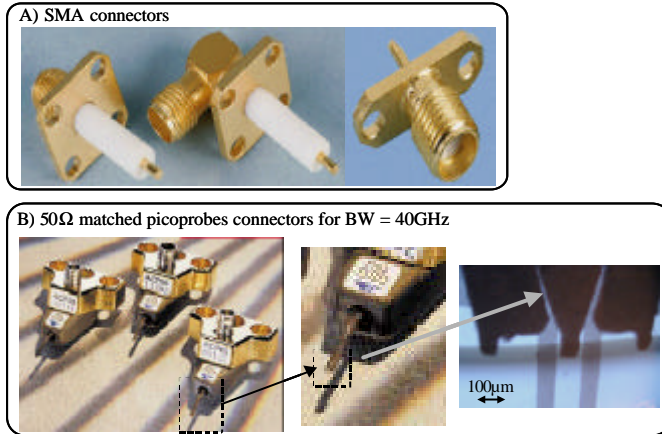 A) SMA connectors
B) 50Ω matched picoprobes connectors for BW = 40GHz
100μm